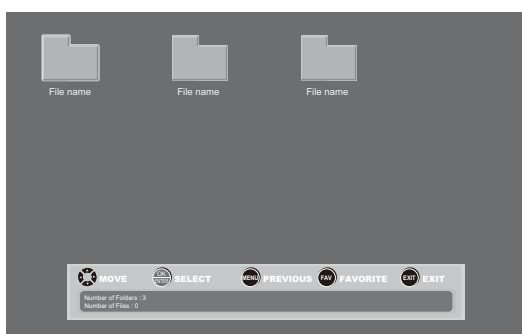 File name File name File name
MOVE OK ENTER SELECT MENU PREVIOUS FAV FAVORITE EXIT EXIT
Number of Folders : 3
Number of Files : 0